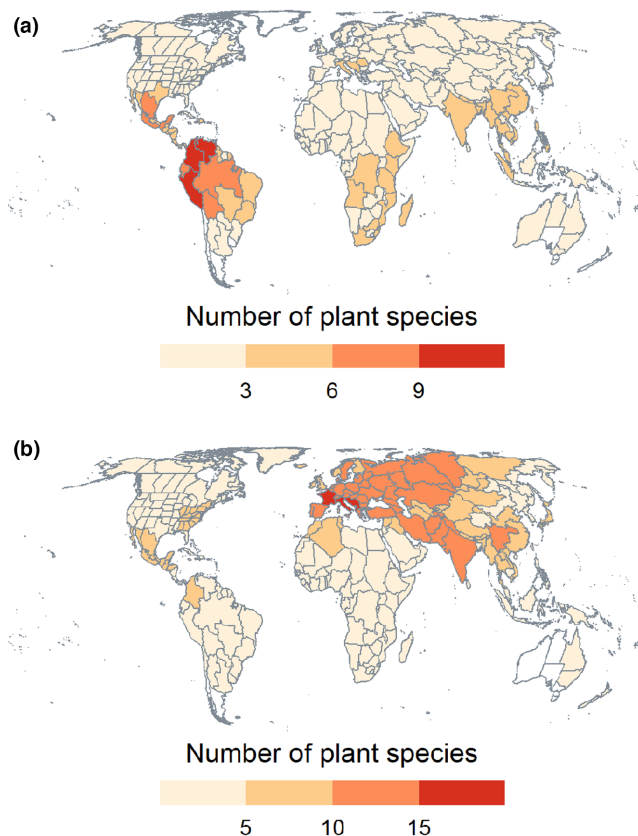 (a)
Number of plant species
3 6 9
(b)
Number of plant species
5 10 15